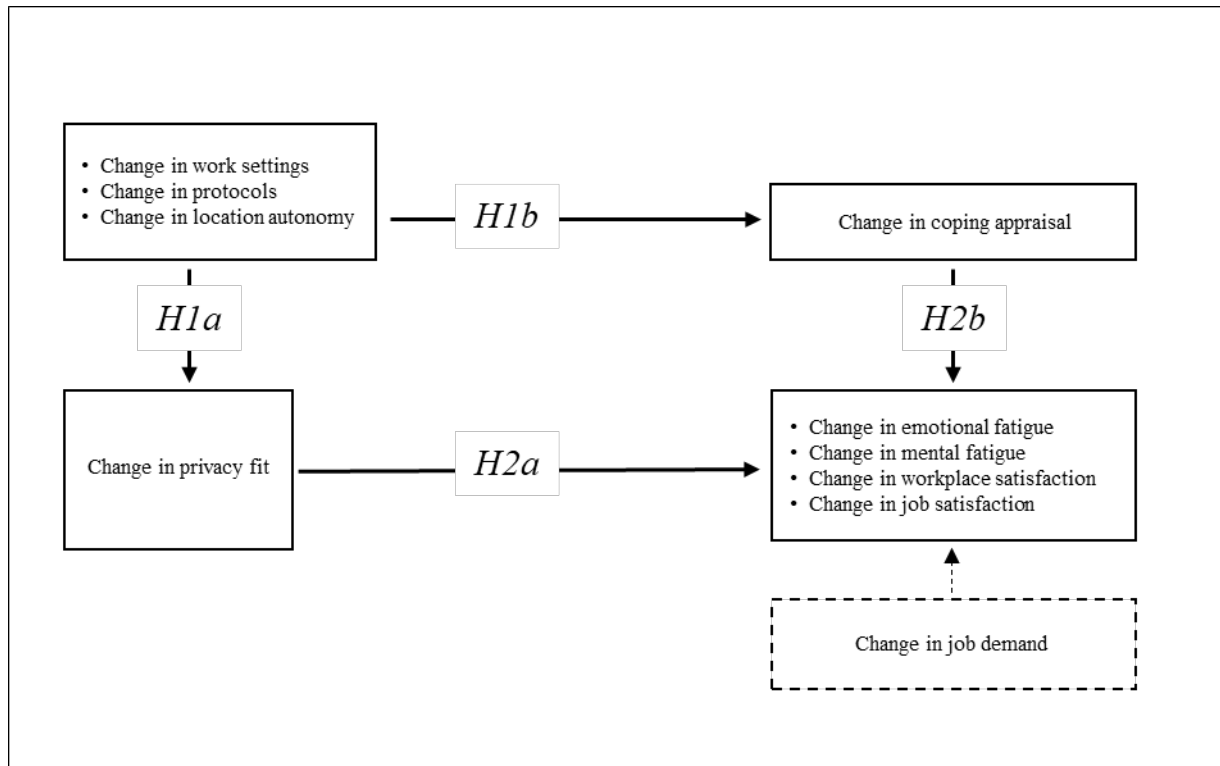 • Change in work settings
• Change in protocols
• Change in location autonomy
H1b
Change in coping appraisal
H1a
H2b
Change in privacy fit
H2a
• Change in emotional fatigue
• Change in mental fatigue
• Change in workplace satisfaction
• Change in job satisfaction
Change in job demand